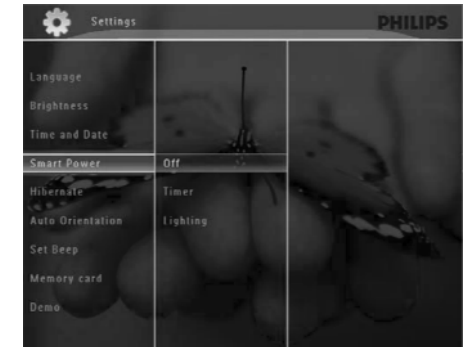 Settings PHILIPS
Language
Brightness
Time and Date
Smart Power Off
Hibernate Timer
Auto Orientation Lighting
Set Beep
Memory card
Demo